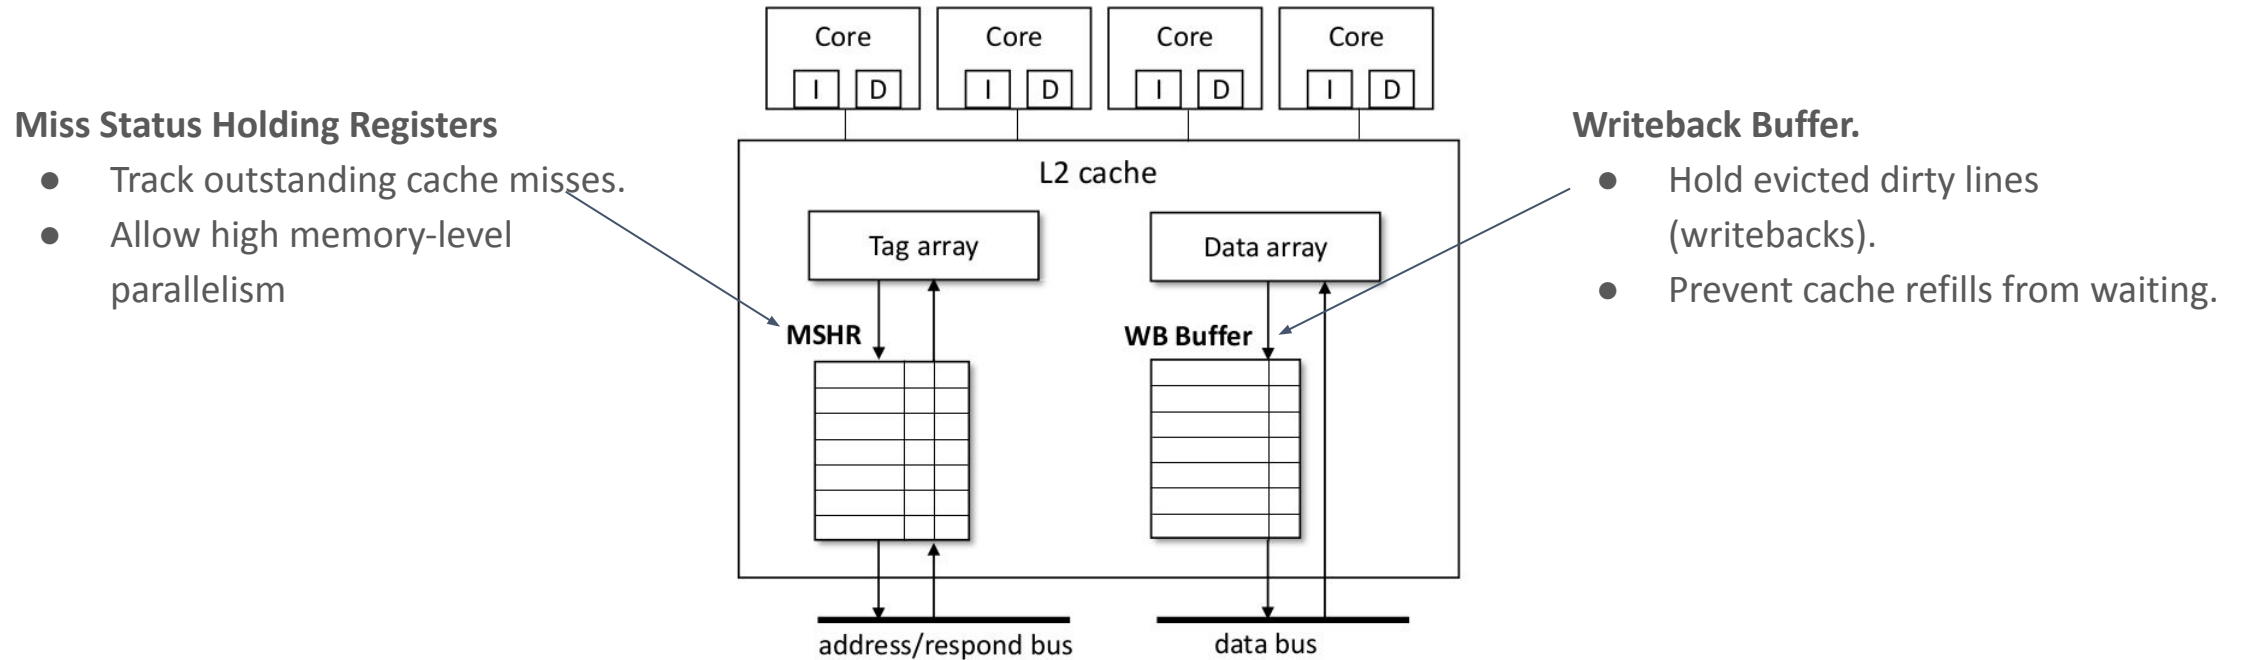 Core
Core
Core
Core
I D
I D
I D
I D
Miss Status Holding Registers
● Track outstanding cache misses.
● Allow high memory-level
parallelism
L2 cache
Tag array
Data array
MSHR
WB Buffer
address/respond bus
data bus
Writeback Buffer.
● Hold evicted dirty lines
(writebacks).
● Prevent cache refills from waiting.